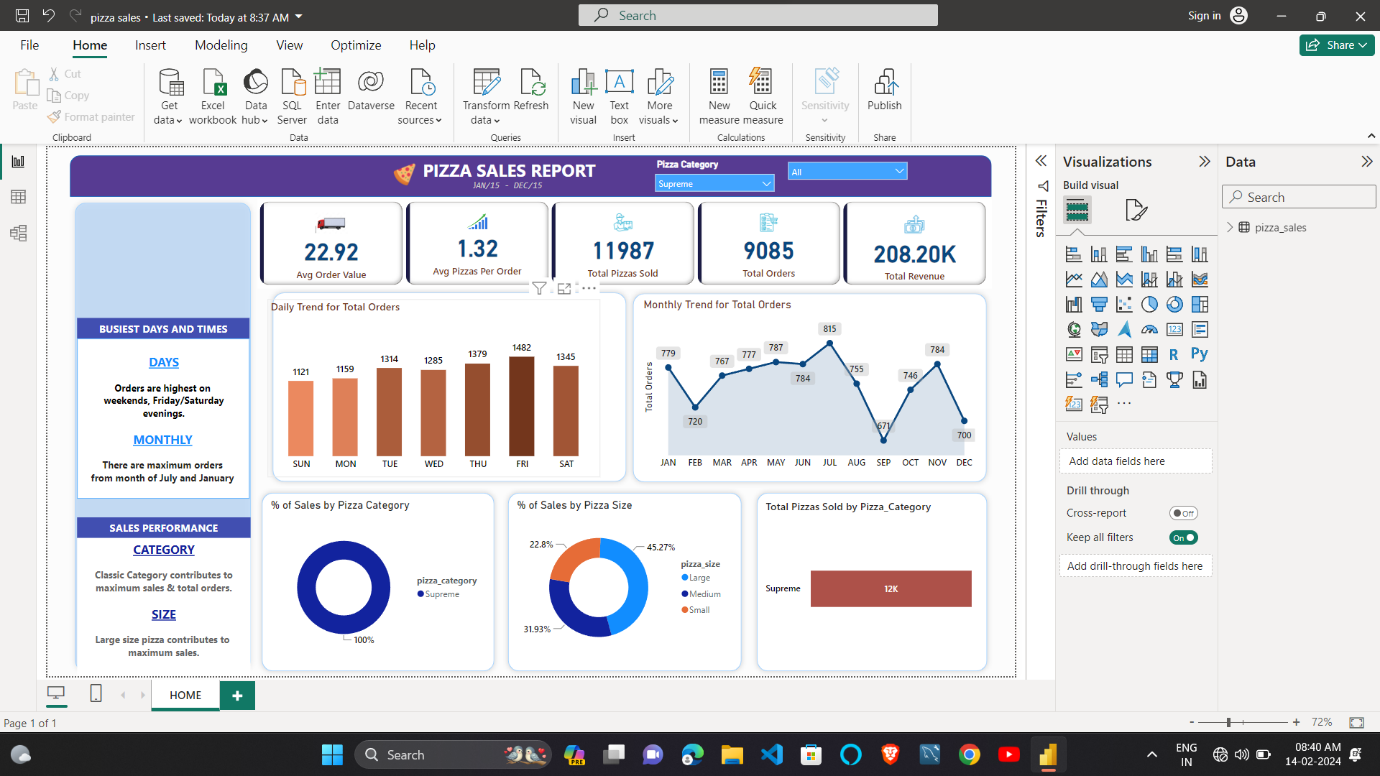 pizza sales • Last saved: Today at 8:37 AM
Search
Sign in
File Home Insert Modeling View Optimize Help
Share
Paste
Cut
Copy
Format painter
Clipboard
Get data
Excel workbook
Data hub
SQL Server
Enter data
Dataverse
Recent sources
Data
Transform data
Refresh
Queries
New visual
Text box
More visuals
Insert
New measure
Quick measure
Calculations
Sensitivity
Sensitivity
Publish
Share
PIZZA SALES REPORT
JAN/15 - DEC/15
Pizza Category
Supreme
All
22.92
Avg Order Value
1.32
Avg Pizzas Per Order
11987
Total Pizzas Sold
9085
Total Orders
208.20K
Total Revenue
BUSIEST DAYS AND TIMES
DAYS
Orders are highest on
weekends, Friday/Saturday
evenings.
MONTHLY
There are maximum orders
from month of July and January
SALES PERFORMANCE
CATEGORY
Classic Category contributes to
maximum sales & total orders.
SIZE
Large size pizza contributes to
maximum sales.
Daily Trend for Total Orders
1121 1159 1314 1285 1379 1482 1345
SUN MON TUE WED THU FRI SAT
Monthly Trend for Total Orders
Total Orders
779 720 767 777 787 784 815 755 671 746 784 700
JAN FEB MAR APR MAY JUN JUL AUG SEP OCT NOV DEC
% of Sales by Pizza Category
pizza_category
Supreme
100%
% of Sales by Pizza Size
22.8%
45.27%
31.93%
pizza_size
Large
Medium
Small
Total Pizzas Sold by Pizza_Category
Supreme
12K
Filters
Visualizations
Build visual
123
R
Py
123
Values
Add data fields here
Drill through
Cross-report
Off
Keep all filters
On
Add drill-through fields here
Data
Search
pizza_sales
HOME
Page 1 of 1
72%
Search
PRE
ENG
IN
08:40 AM
14-02-2024